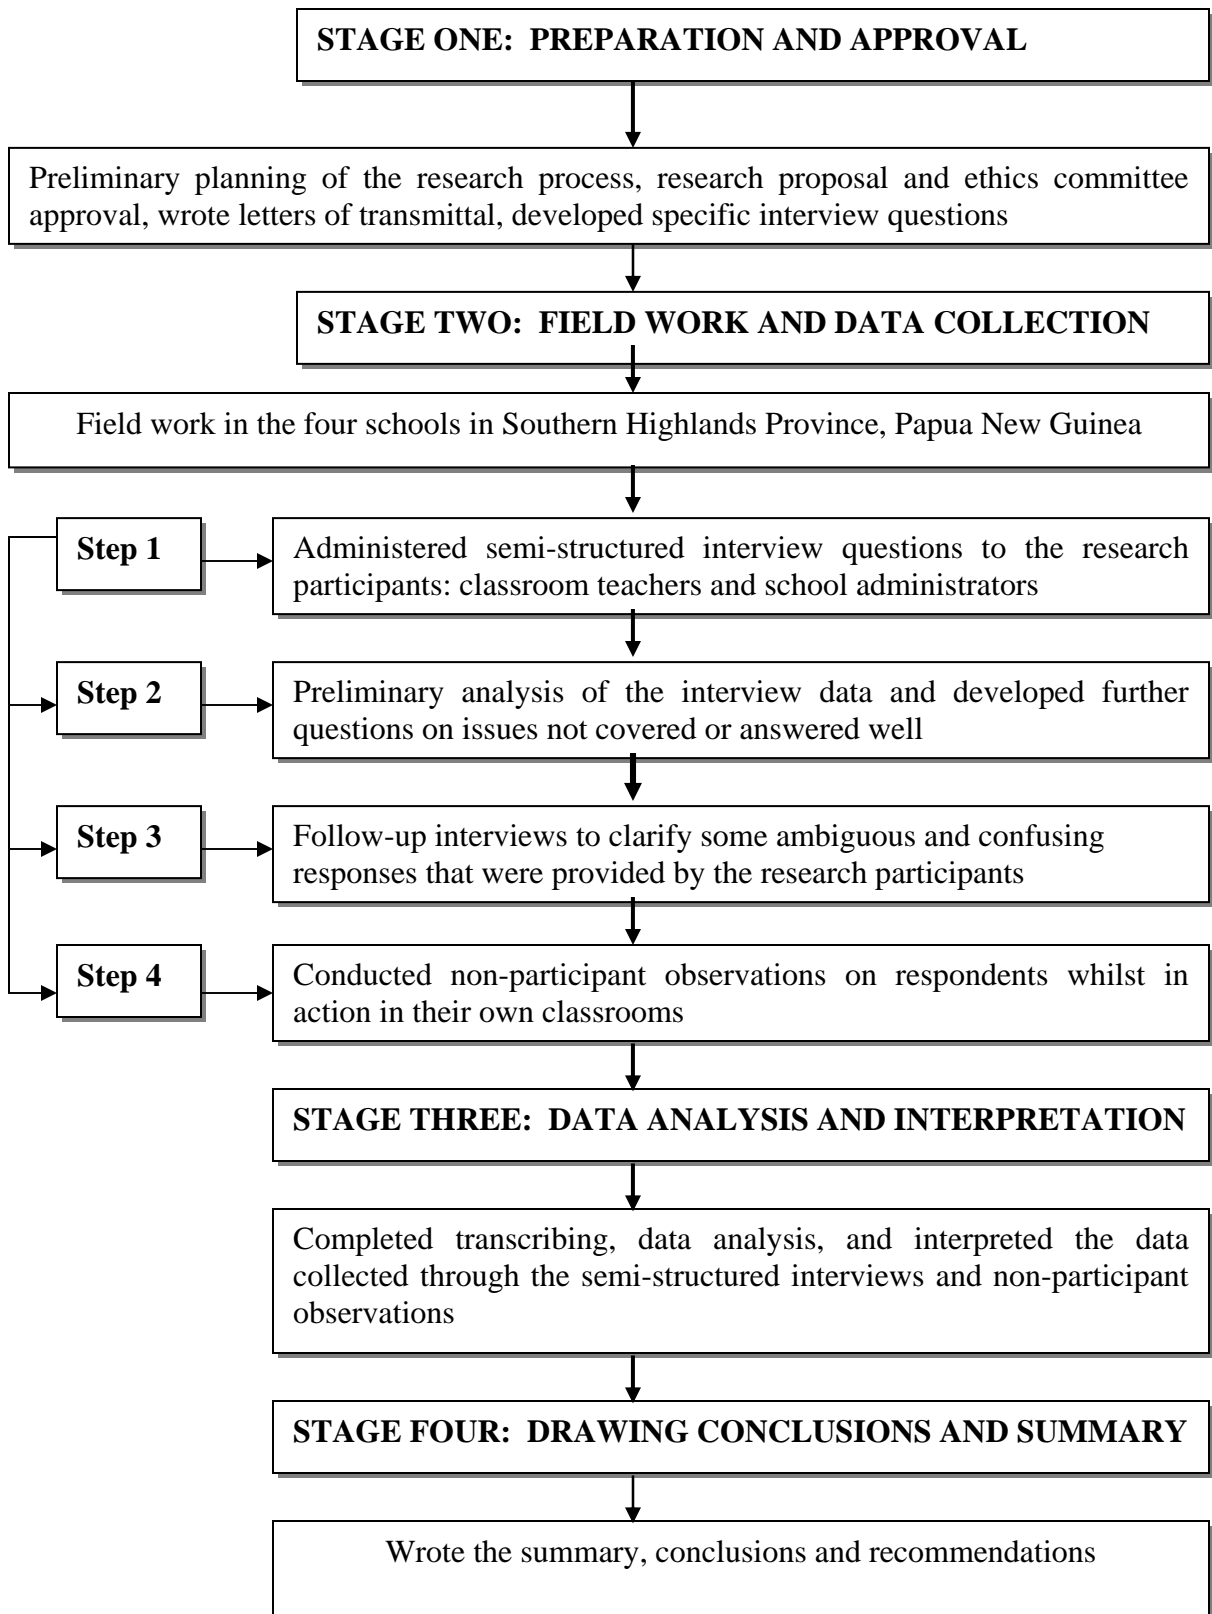 STAGE ONE:  PREPARATION AND APPROVAL
Preliminary planning of the research process, research proposal and ethics committee
approval, wrote letters of transmittal, developed specific interview questions
STAGE TWO:  FIELD WORK AND DATA COLLECTION
Field work in the four schools in Southern Highlands Province, Papua New Guinea
Step 1
Administered semi-structured interview questions to the research
participants: classroom teachers and school administrators
Step 2
Preliminary analysis of the interview data and developed further
questions on issues not covered or answered well
Step 3
Follow-up interviews to clarify some ambiguous and confusing
responses that were provided by the research participants
Step 4
Conducted non-participant observations on respondents whilst in
action in their own classrooms
STAGE THREE:  DATA ANALYSIS AND INTERPRETATION
Completed transcribing, data analysis, and interpreted the data
collected through the semi-structured interviews and non-participant
observations
STAGE FOUR:  DRAWING CONCLUSIONS AND SUMMARY
Wrote the summary, conclusions and recommendations